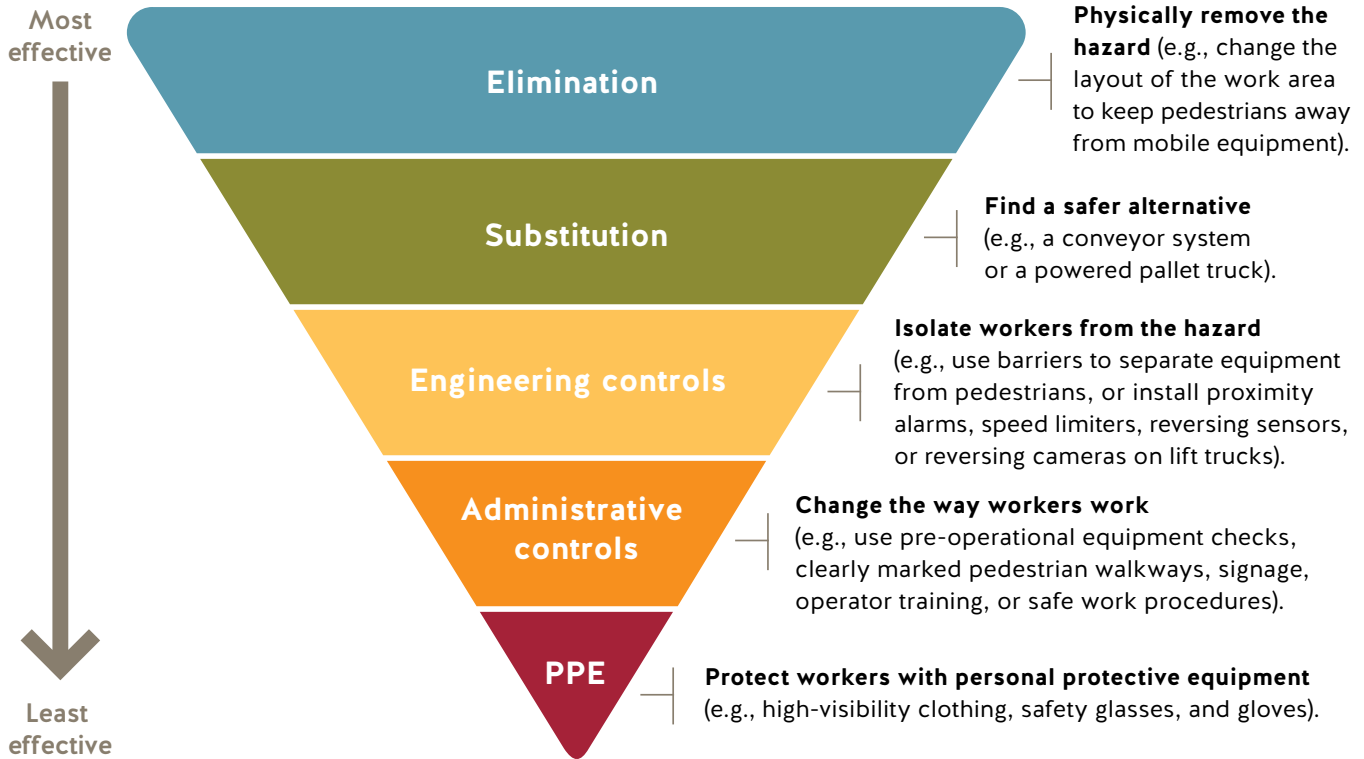 Most
effective
Elimination
Physically remove the
hazard (e.g., change the
layout of the work area
to keep pedestrians away
from mobile equipment).
Substitution
Find a safer alternative
(e.g., a conveyor system
or a powered pallet truck).
Engineering controls
Isolate workers from the hazard
(e.g., use barriers to separate equipment
from pedestrians, or install proximity
alarms, speed limiters, reversing sensors,
or reversing cameras on lift trucks).
Administrative
controls
Change the way workers work
(e.g., use pre-operational equipment checks,
clearly marked pedestrian walkways, signage,
operator training, or safe work procedures).
PPE
Protect workers with personal protective equipment
(e.g., high-visibility clothing, safety glasses, and gloves).
Least
effective